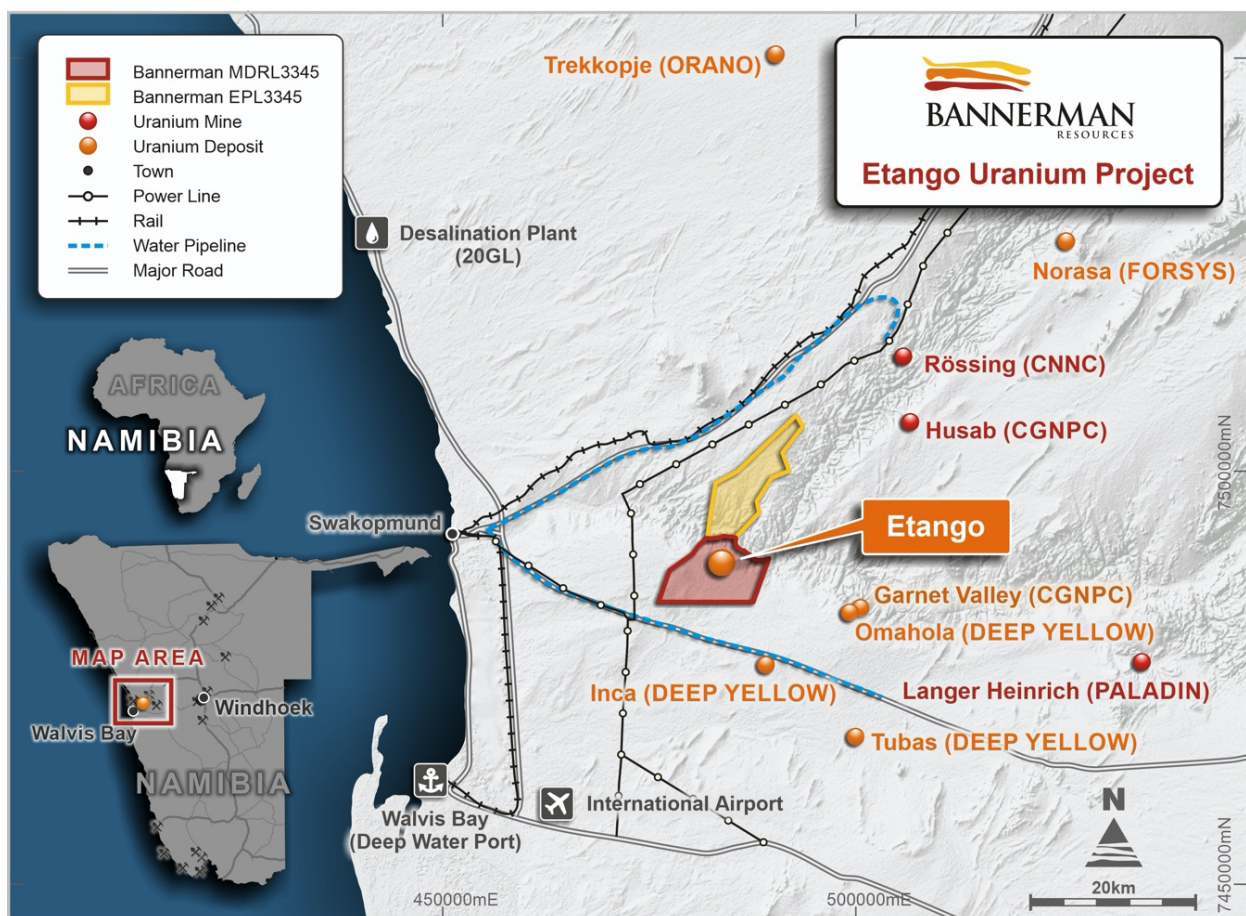 Bannerman MDRL3345
Bannerman EPL3345
Uranium Mine
Uranium Deposit
Town
Power Line
Rail
Water Pipeline
Major Road
Trekkopje (ORANO)
BANNERMAN
RESOURCES
Etango Uranium Project
Desalination Plant
(20GL)
Norasa (FORSYS)
Rössing (CNNC)
Husab (CGNPC)
AFRICA
NAMIBIA
Swakopmund
Etango
Garnet Valley (CGNPC)
Omahola (DEEP YELLOW)
Inca (DEEP YELLOW)
Langer Heinrich (PALADIN)
Tubas (DEEP YELLOW)
MAP AREA
Windhoek
Walvis Bay
NAMIBIA
Walvis Bay
(Deep Water Port)
International Airport
N
20km
450000mE
500000mE
7500000mN
7450000mN